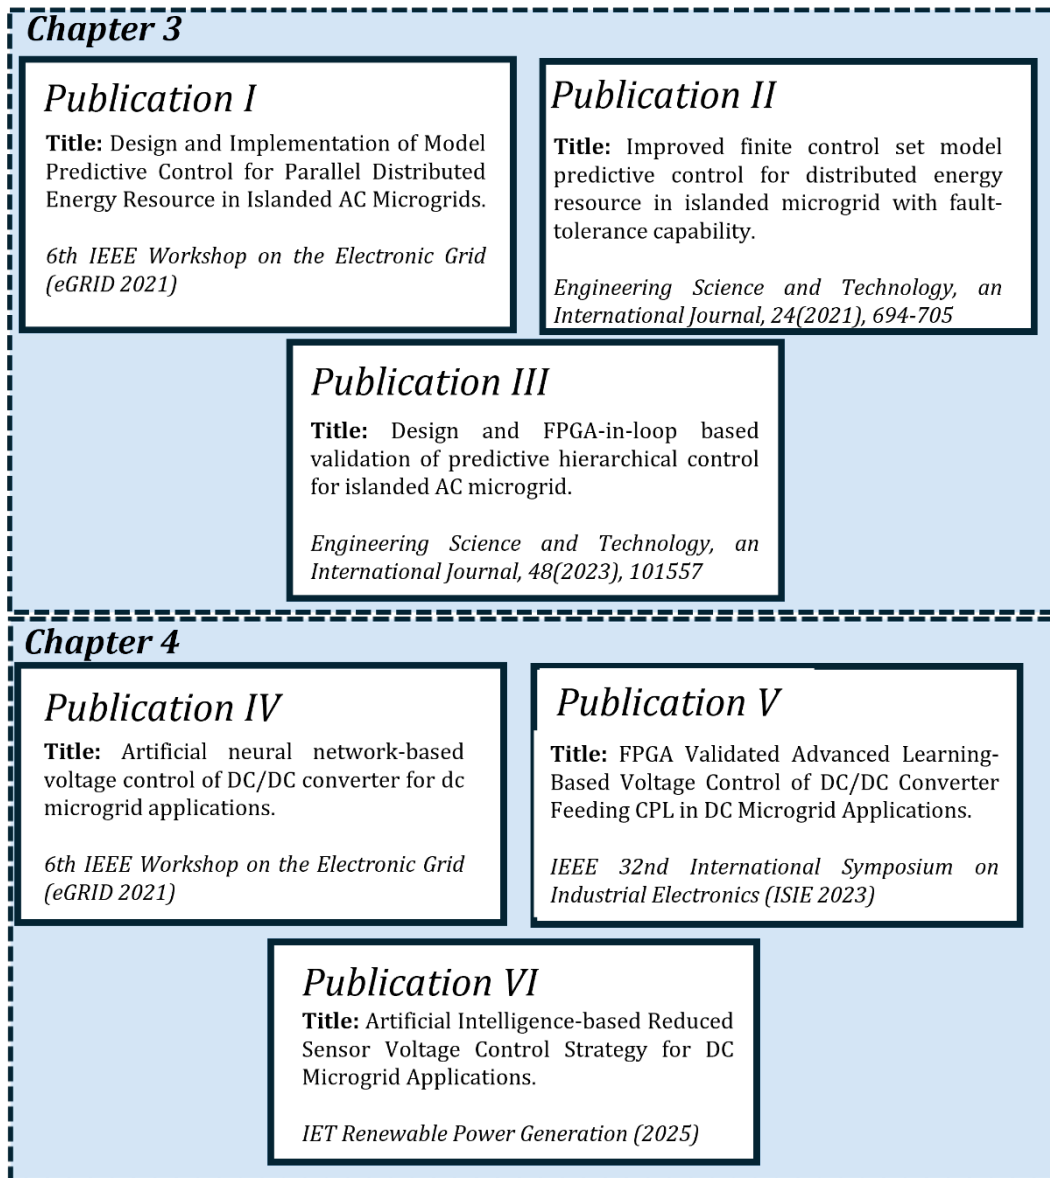 Chapter 3
Publication I
Title: Design and Implementation of Model
Predictive Control for Parallel Distributed
Energy Resource in Islanded AC Microgrids.
6th IEEE Workshop on the Electronic Grid
(eGRID 2021)
Publication II
Title: Improved finite control set model
predictive control for distributed energy
resource in islanded microgrid with fault-
tolerance capability.
Engineering Science and Technology, an
International Journal, 24(2021), 694-705
Publication III
Title: Design and FPGA-in-loop based
validation of predictive hierarchical control
for islanded AC microgrid.
Engineering Science and Technology, an
International Journal, 48(2023), 101557
Chapter 4
Publication IV
Title: Artificial neural network-based
voltage control of DC/DC converter for dc
microgrid applications.
6th IEEE Workshop on the Electronic Grid
(eGRID 2021)
Publication V
Title: FPGA Validated Advanced Learning-
Based Voltage Control of DC/DC Converter
Feeding CPL in DC Microgrid Applications.
IEEE 32nd International Symposium on
Industrial Electronics (ISIE 2023)
Publication VI
Title: Artificial Intelligence-based Reduced
Sensor Voltage Control Strategy for DC
Microgrid Applications.
IET Renewable Power Generation (2025)